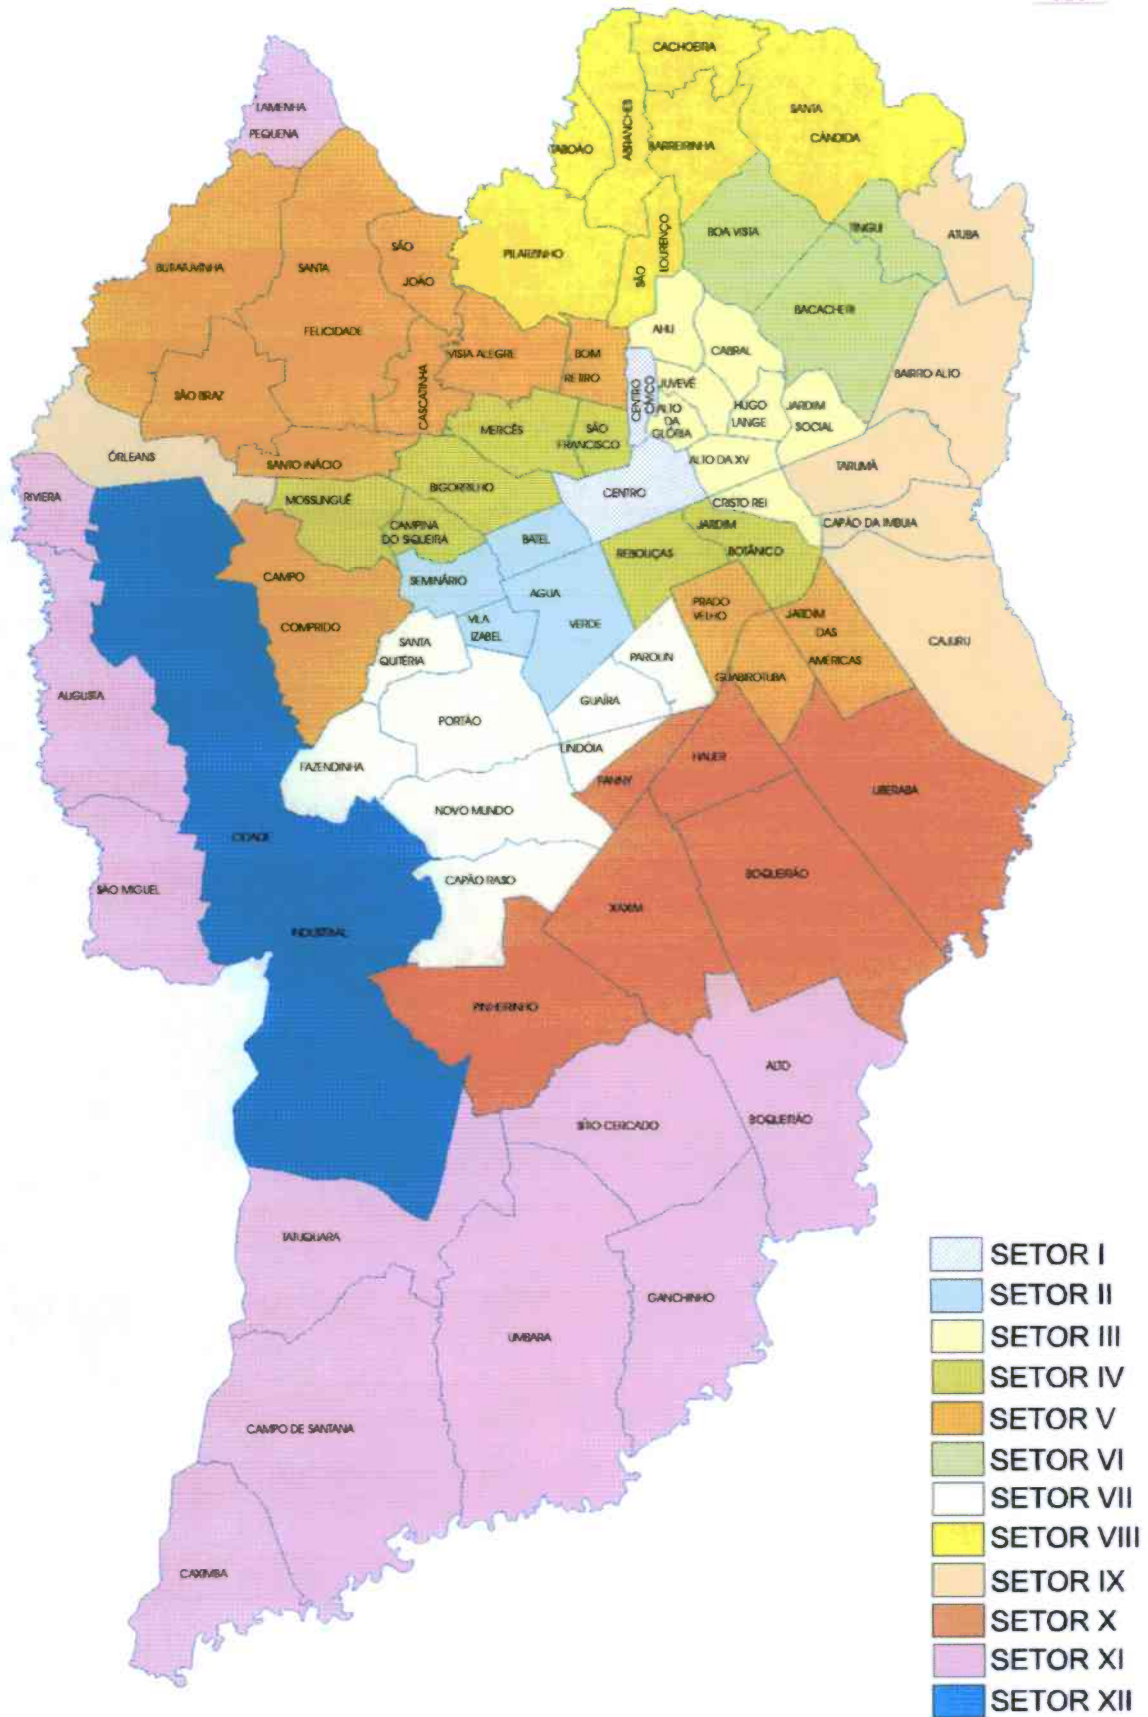 CACHOEIRA
LAMENHA
PEQUENA
SANTA
CÂNDIDA
ABRANCHES
TABOÃO
BARREIRINHA
BOA VISTA
TINGUI
ATUBA
SÃO
LOURENÇO
PILARZINHO
BUTIATUVINHA
SANTA
FELICIDADE
SÃO
JOÃO
BACACHERI
AHU
CABRAL
VISTA ALEGRE
BOM
RETIRO
BAIRRO ALTO
SÃO BRAZ
CASCATINHA
CENTRO
CIVICO
JUVEVÊ
ALTO
DA
GLÓRIA
HUGO
LANGE
JARDIM
SOCIAL
MERCÊS
SÃO
FRANCISCO
ÓRLEANS
SANTO INÁCIO
ALTO DA XV
TARUMÃ
RIVIERA
MOSSUNGUÊ
BIGORRILHO
CENTRO
CRISTO REI
CAPÃO DA IMBUIA
CAMPINA
DO SIQUEIRA
BATEL
JARDIM
BOTÂNICO
REBOUÇAS
CAMPO
COMPRIDO
SEMINÁRIO
AGUA
VERDE
PRADO
VELHO
JARDIM
DAS
AMÉRICAS
VILA
IZABEL
SANTA
QUITÉRIA
PAROLIN
CAJURU
GUABIROTUBA
AUGUSTA
GUAÍRA
PORTÃO
LINDÓIA
HAUER
FAZENDINHA
FANNY
UBERABA
NOVO MUNDO
CIDADE
INDUSTRIAL
SÃO MIGUEL
CAPÃO RASO
BOQUEIRÃO
XAXIM
PINHEIRINHO
ALTO
BOQUEIRÃO
SÍTIO CERCADO
TATUQUARA
GANCHINHO
UMBARA
CAMPO DE SANTANA
CAXIMBA
SETOR I
SETOR II
SETOR III
SETOR IV
SETOR V
SETOR VI
SETOR VII
SETOR VIII
SETOR IX
SETOR X
SETOR XI
SETOR XII